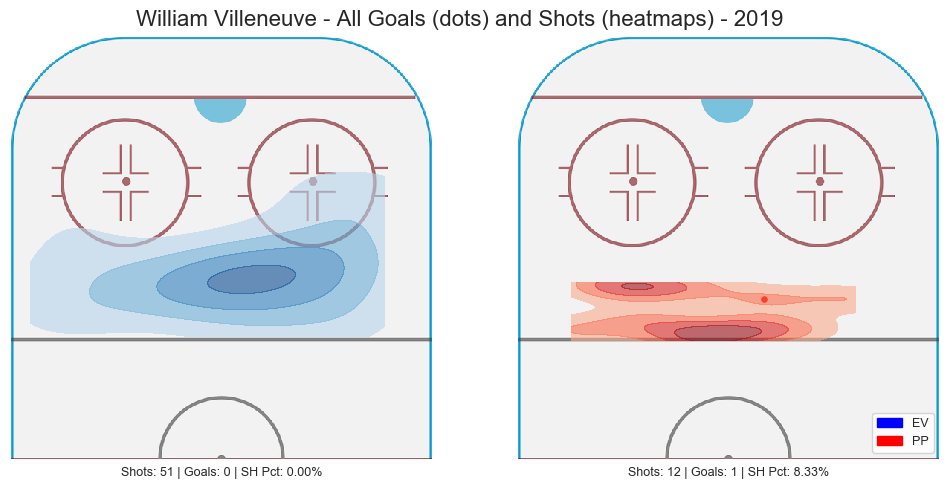 William Villeneuve - All Goals (dots) and Shots (heatmaps) - 2019
EV
PP
Shots: 51 | Goals: 0 | SH Pct: 0.00%
Shots: 12 | Goals: 1 | SH Pct: 8.33%